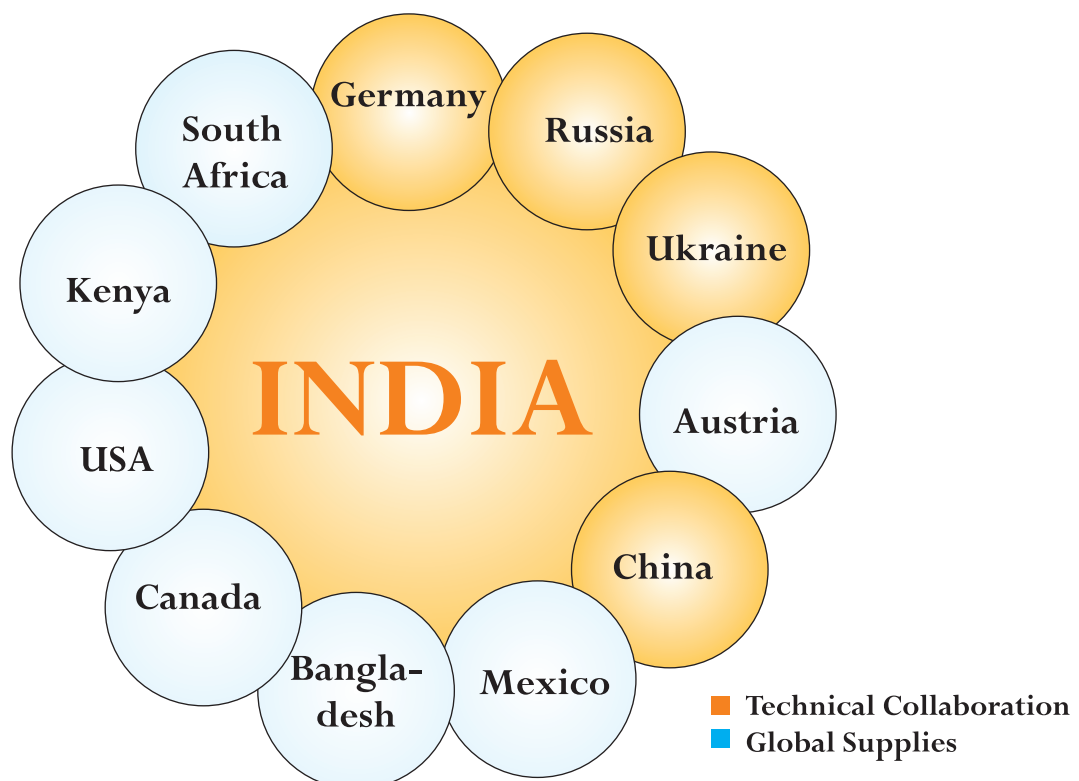 Germany
Russia
South
Africa
Ukraine
Kenya
INDIA
Austria
USA
China
Canada
Bangla-
desh
Mexico
Technical Collaboration
Global Supplies